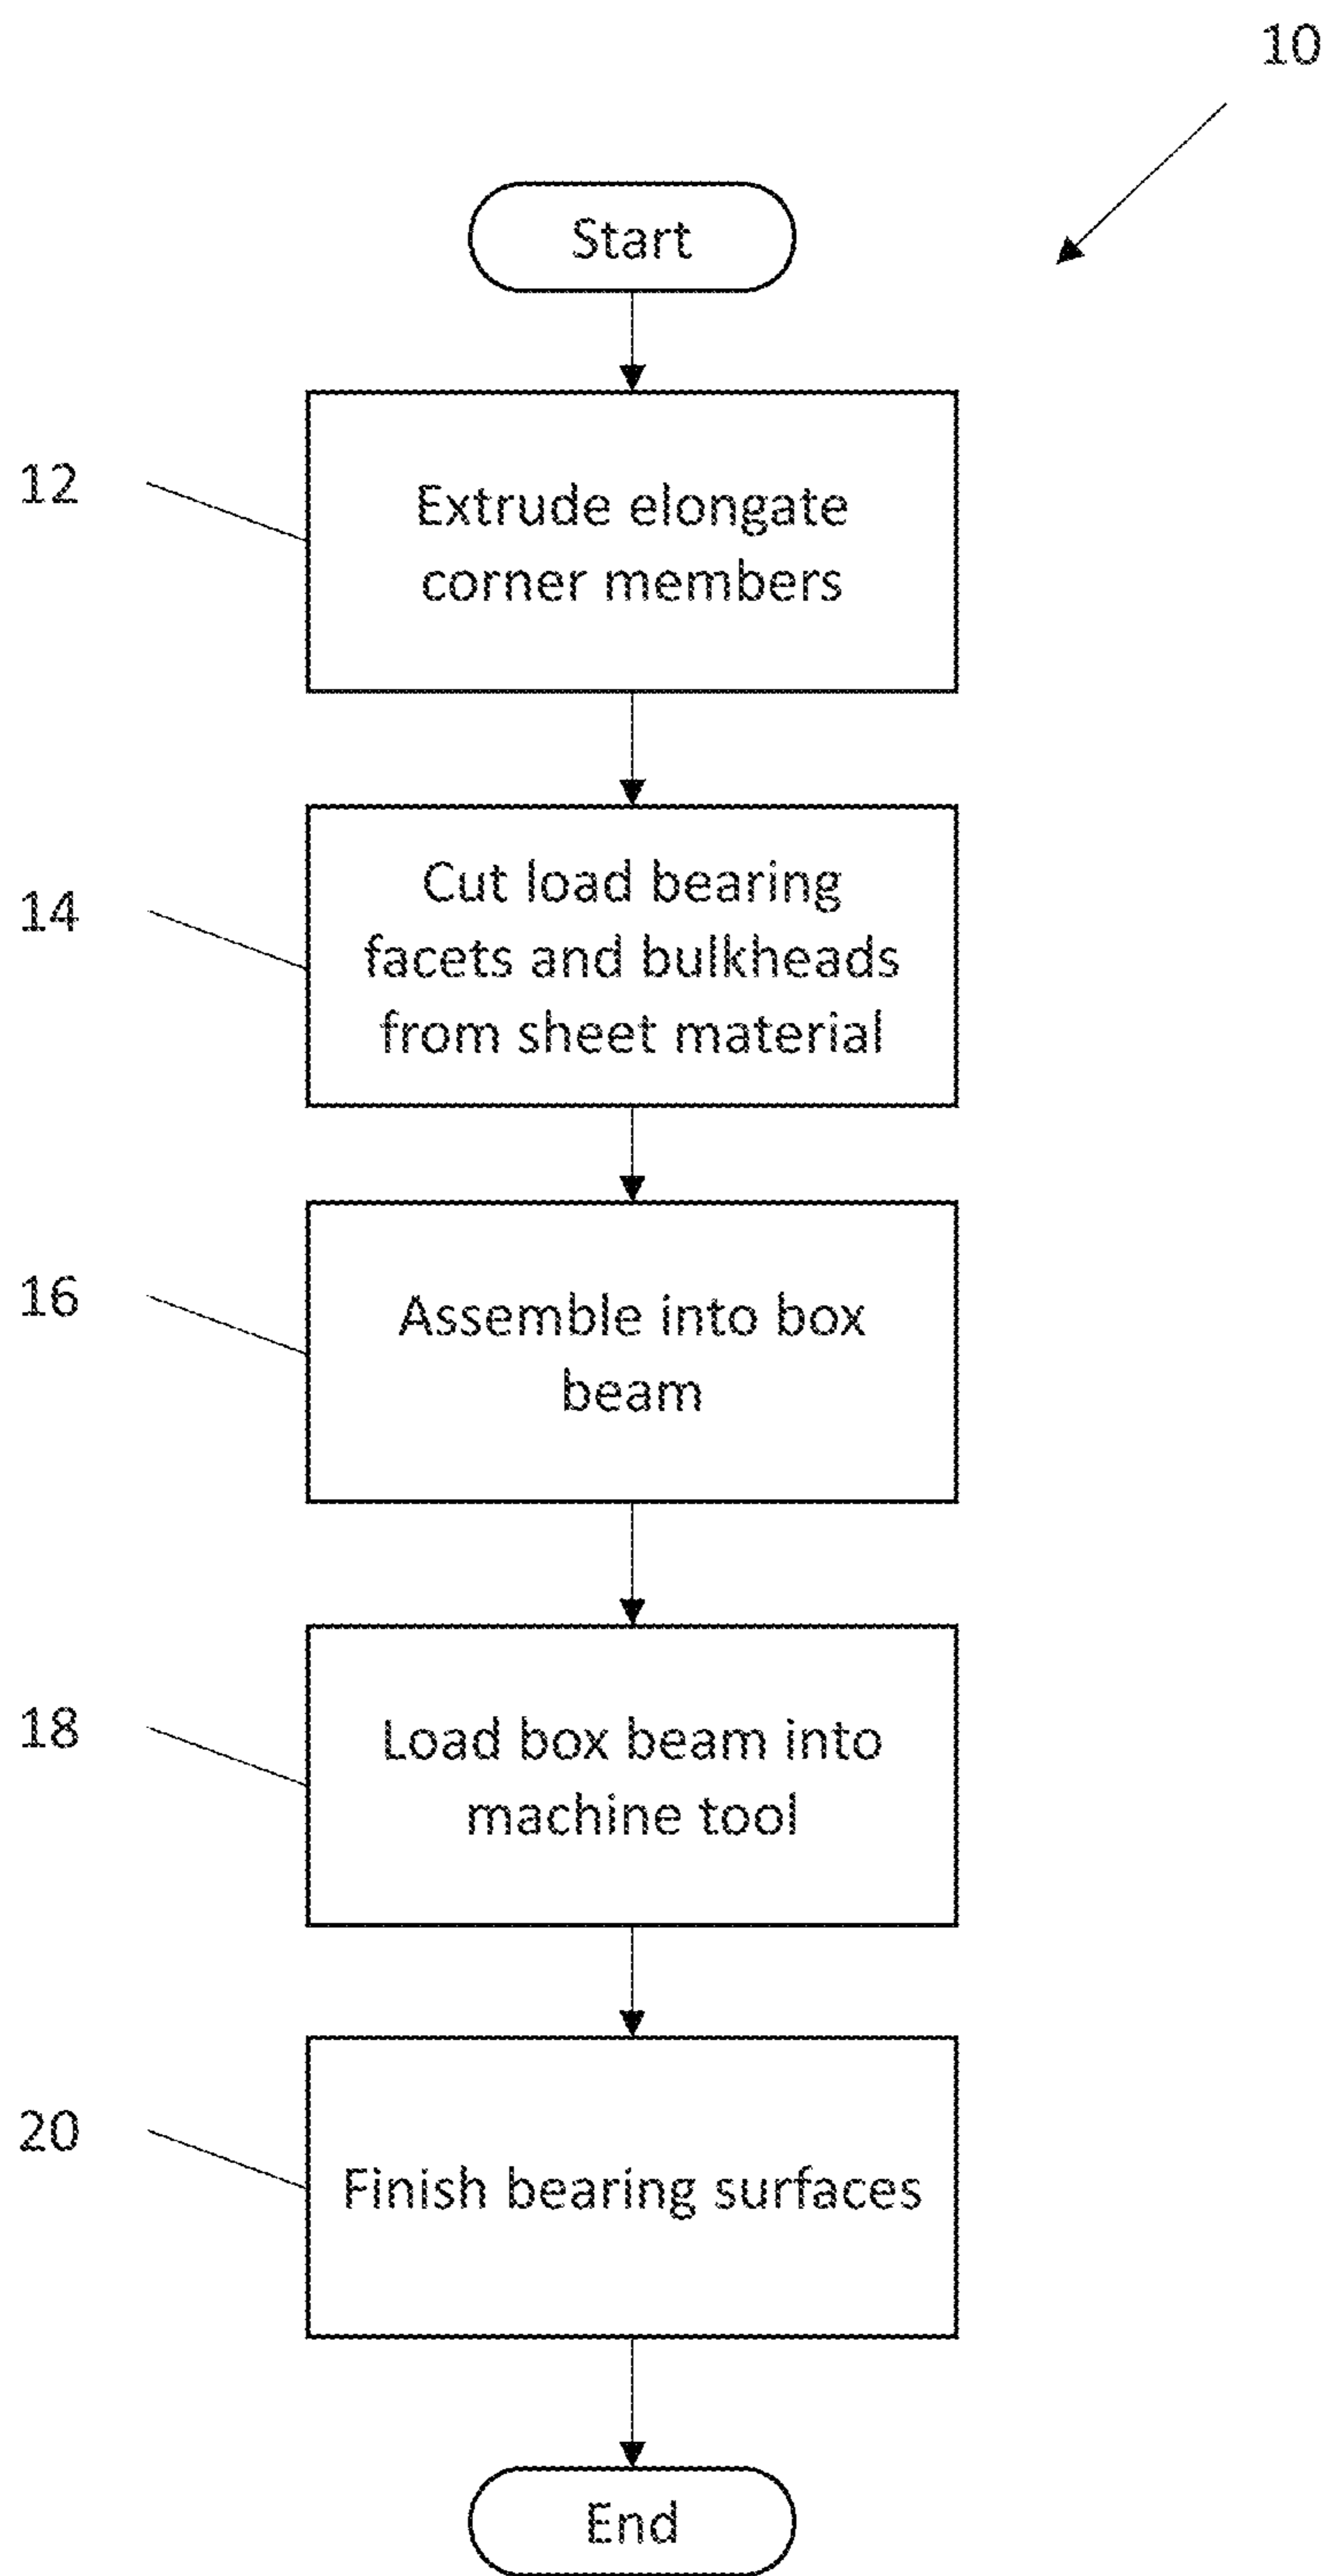 10
Start
12
Extrude elongate
corner members
14
Cut load bearing
facets and bulkheads
from sheet material
16
Assemble into box
beam
18
Load box beam into
machine tool
20
Finish bearing surfaces
End